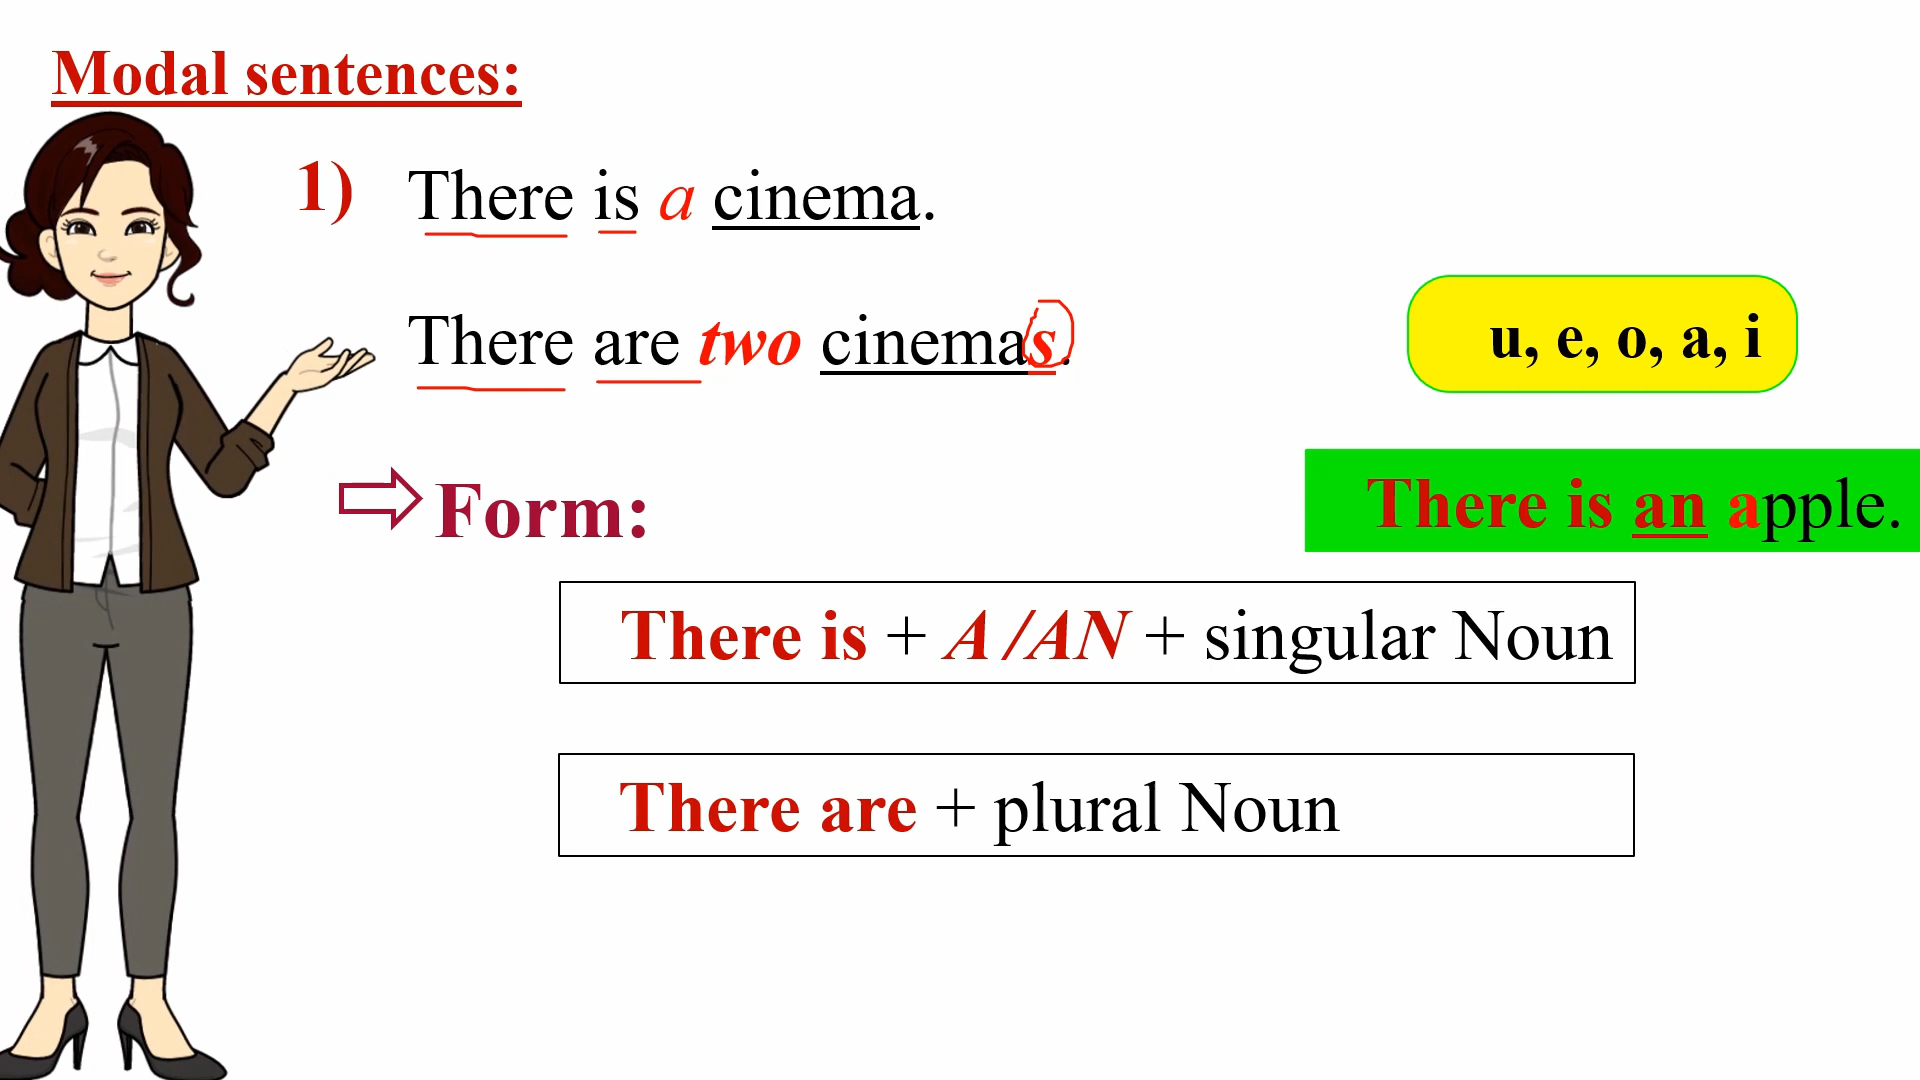 Modal sentences:
1) There is a cinema.
There are two cinemas.
u, e, o, a, i
Form:
There is an apple.
There is + A /AN + singular Noun
There are + plural Noun